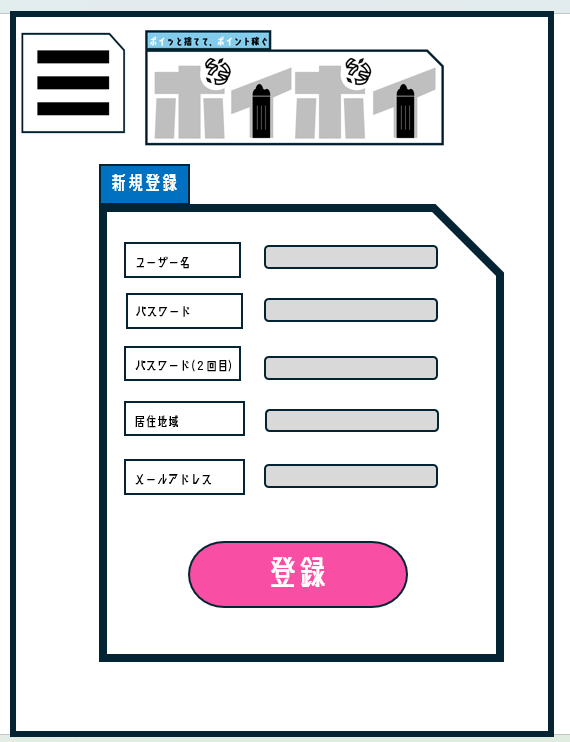 ポイっと捨てて、ポイント稼ぐ
ポイポイ
新規登録
ユーザー名
パスワード
パスワード(2回目)
居住地域
メールアドレス
登録